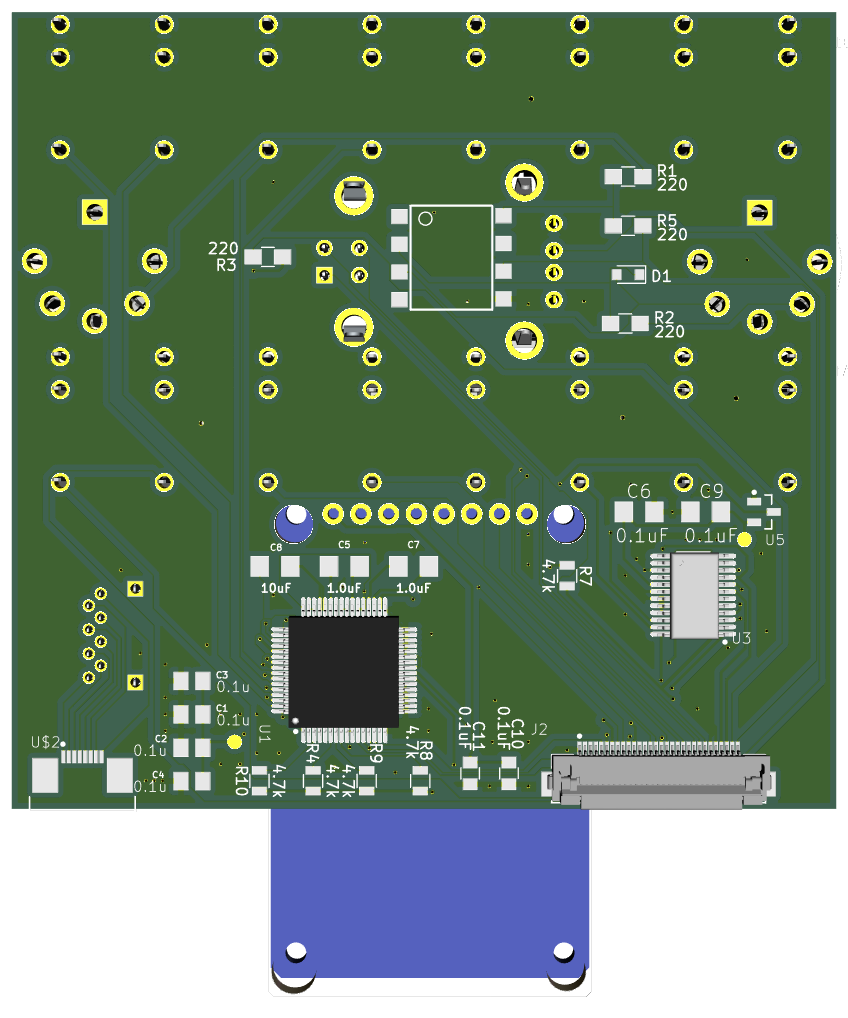 R1
220
R5
220
220
R3
D1
R2
220
C6
C9
0.1uF
0.1uF
U5
C8
C5
C7
10uF
1.0uF
1.0uF
4.7k
R7
U3
C3
0.1u
C1
0.1u
U$2
C2
0.1u
C4
0.1u
U1
R10
4.7k
R4
4.7k
4.7k
R9
4.7k
R8
0.1uF
C11
0.1uF
C10
J2